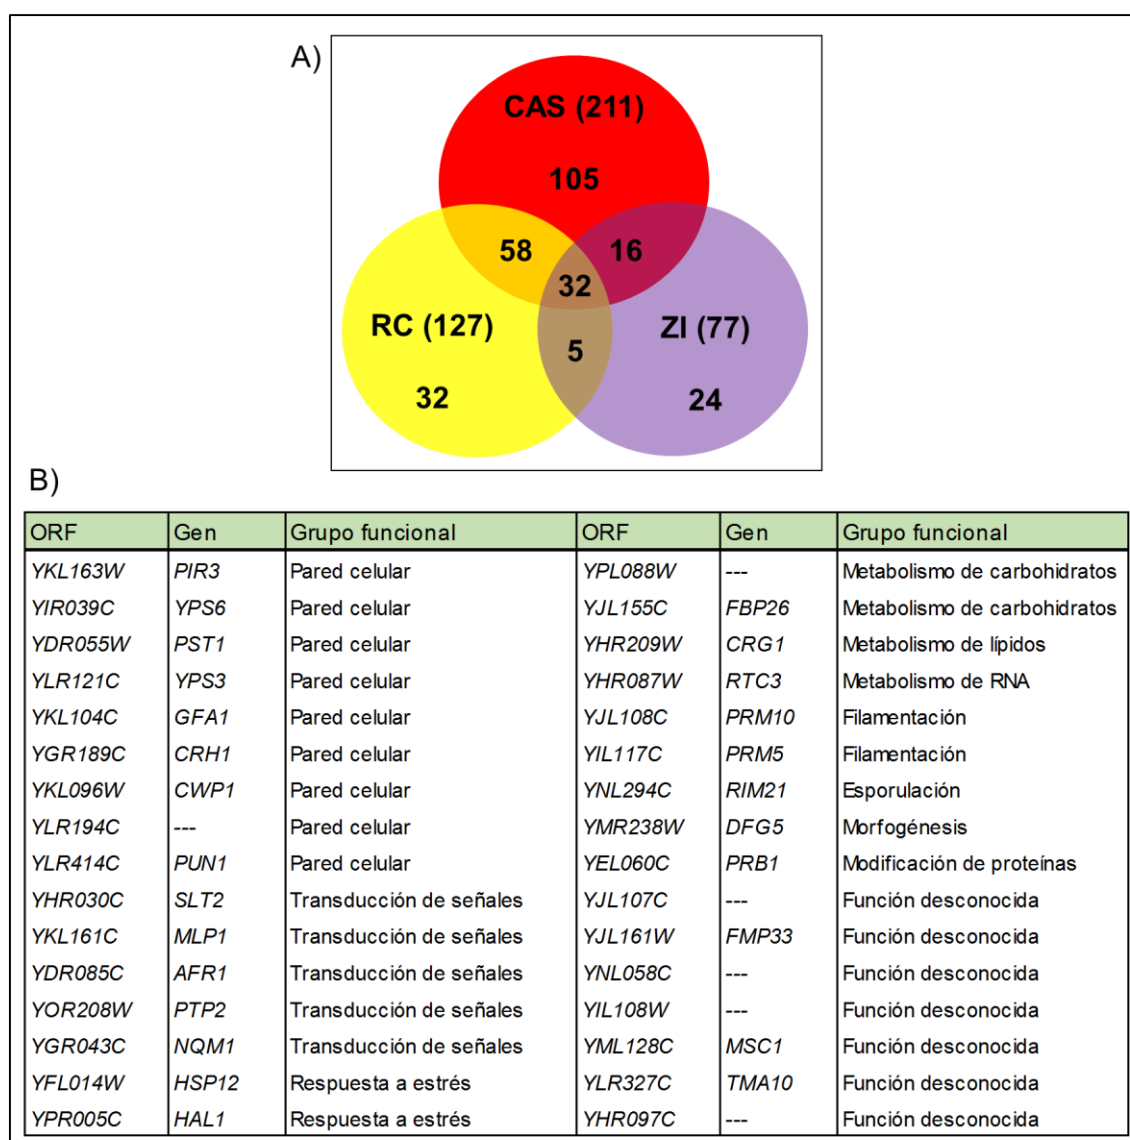 A)
CAS (211)
105
58
16
32
RC (127)
ZI (77)
5
32
24
B)
ORF Gen Grupo funcional ORF Gen Grupo funcional
YKL163W PIR3 Pared celular YPL088W --- Metabolismo de carbohidratos
YIR039C YPS6 Pared celular YJL155C FBP26 Metabolismo de carbohidratos
YDR055W PST1 Pared celular YHR209W CRG1 Metabolismo de lípidos
YLR121C YPS3 Pared celular YHR087W RTC3 Metabolismo de RNA
YKL104C GFA1 Pared celular YJL108C PRM10 Filamentación
YGR189C CRH1 Pared celular YIL117C PRM5 Filamentación
YKL096W CWP1 Pared celular YNL294C RIM21 Esporulación
YLR194C --- Pared celular YMR238W DFG5 Morfogénesis
YLR414C PUN1 Pared celular YEL060C PRB1 Modificación de proteínas
YHR030C SLT2 Transducción de señales YJL107C --- Función desconocida
YKL161C MLP1 Transducción de señales YJL161W FMP33 Función desconocida
YDR085C AFR1 Transducción de señales YNL058C --- Función desconocida
YOR208W PTP2 Transducción de señales YIL108W --- Función desconocida
YGR043C NQM1 Transducción de señales YML128C MSC1 Función desconocida
YFL014W HSP12 Respuesta a estrés YLR327C TMA10 Función desconocida
YPR005C HAL1 Respuesta a estrés YHR097C --- Función desconocida